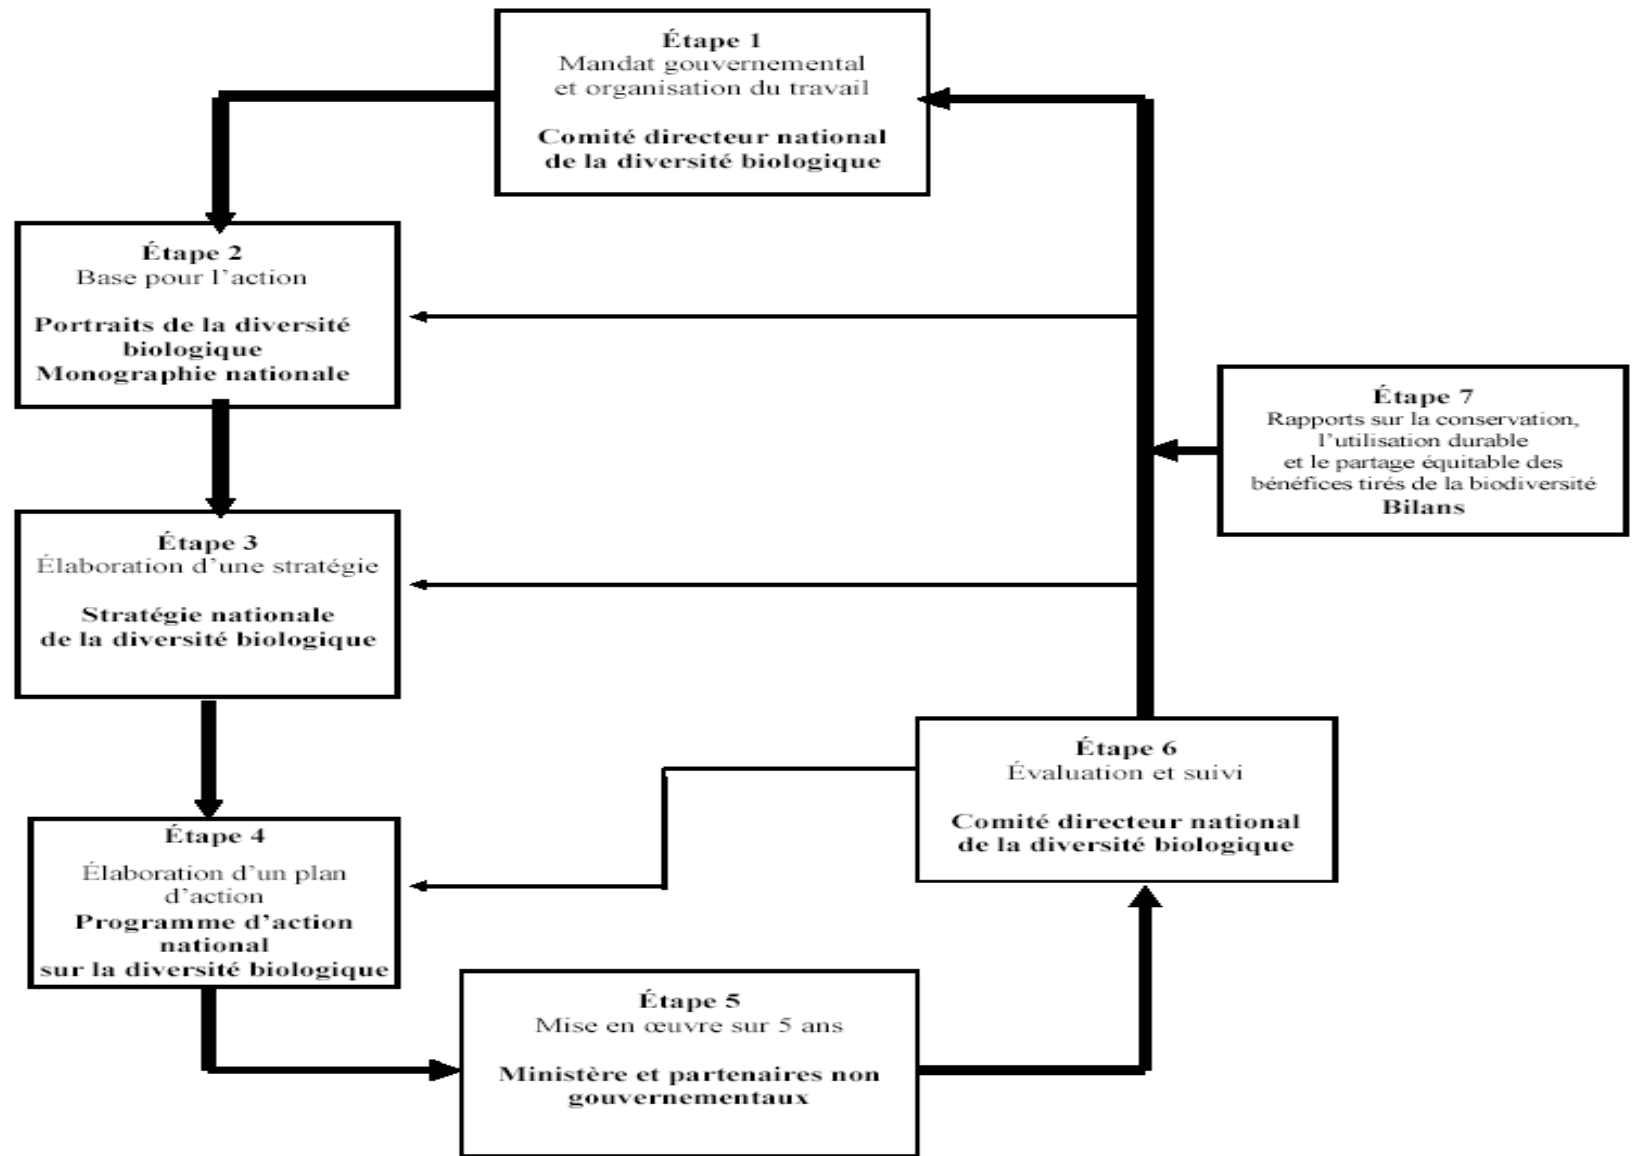 Étape 1
Mandat gouvernemental
et organisation du travail
Comité directeur national
de la diversité biologique
Étape 2
Base pour l’action
Portraits de la diversité
biologique
Monographie nationale
Étape 7
Rapports sur la conservation,
l’utilisation durable
et le partage équitable des
bénéfices tirés de la biodiversité
Bilans
Étape 3
Élaboration d’une stratégie
Stratégie nationale
de la diversité biologique
Étape 6
Évaluation et suivi
Comité directeur national
de la diversité biologique
Étape 4
Élaboration d’un plan
d’action
Programme d’action
national
sur la diversité biologique
Étape 5
Mise en œuvre sur 5 ans
Ministère et partenaires non
gouvernementaux